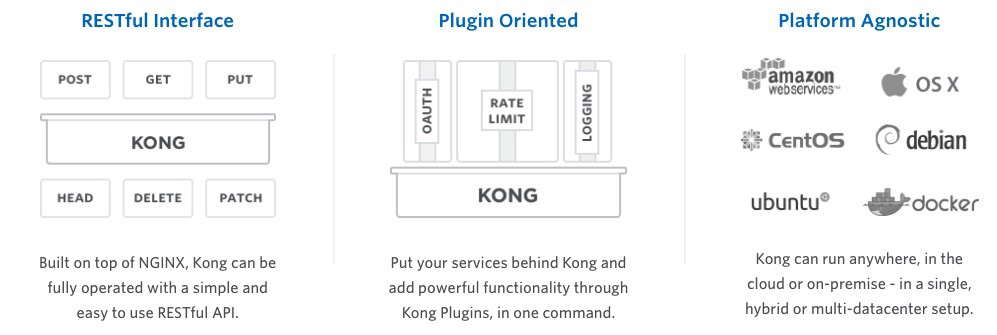 RESTful Interface
POST GET PUT
KONG
HEAD DELETE PATCH
Built on top of NGINX, Kong can be
fully operated with a simple and
easy to use RESTful API.
Plugin Oriented
OAUTH
RATE
LIMIT
LOGGING
KONG
Put your services behind Kong and
add powerful functionality through
Kong Plugins, in one command.
Platform Agnostic
amazon
webservices™
OS X
CentOS
debian
ubuntu
docker
Kong can run anywhere, in the
cloud or on-premise - in a single,
hybrid or multi-datacenter setup.